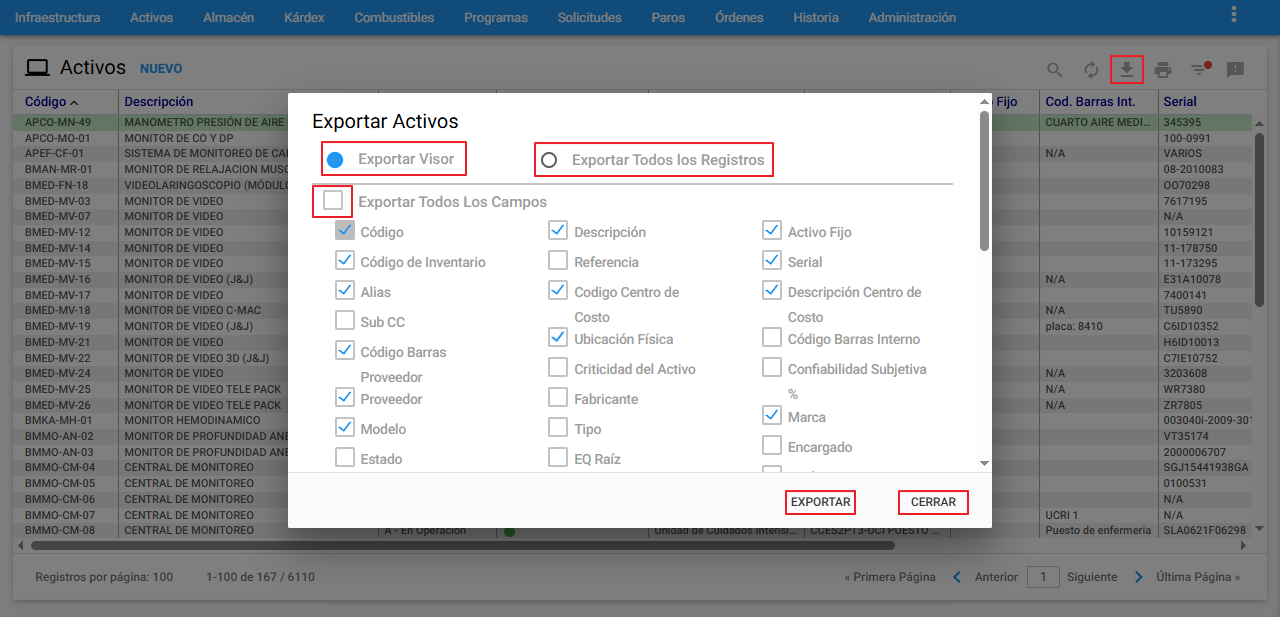 Infraestructura Activos Almacén Kárdex Combustibles Programas Solicitudes Paros Órdenes Historia Administración
Activos NUEVO
Código Descripción Fijo Cod. Barras Int. Serial
APCO-MN-49 MANOMETRO PRESIÓN DE AIRE CUARTO AIRE MEDI... 345395
APCO-MO-01 MONITOR DE CO Y DP 100-0991
APEF-CF-01 SISTEMA DE MONITOREO DE CA N/A VARIOS
BMAN-MR-01 MONITOR DE RELAJACION MUSC 08-2010083
BMED-FN-18 VIDEOLARINGOSCOPIO (MÓDULO OO70298
BMED-MV-03 MONITOR DE VIDEO 7617195
BMED-MV-07 MONITOR DE VIDEO N/A
BMED-MV-12 MONITOR DE VIDEO 10159121
BMED-MV-14 MONITOR DE VIDEO 11-178750
BMED-MV-15 MONITOR DE VIDEO 11-173295
BMED-MV-16 MONITOR DE VIDEO (J&J) N/A E31A10078
BMED-MV-17 MONITOR DE VIDEO 7400141
BMED-MV-18 MONITOR DE VIDEO C-MAC N/A TU5890
BMED-MV-19 MONITOR DE VIDEO (J&J) placa: 8410 C6ID10352
BMED-MV-21 MONITOR DE VIDEO H6ID10013
BMED-MV-22 MONITOR DE VIDEO 3D (J&J) C7IE10752
BMED-MV-24 MONITOR DE VIDEO N/A 3203608
BMED-MV-25 MONITOR DE VIDEO TELE PACK N/A WR7380
BMED-MV-26 MONITOR DE VIDEO TELE PACK N/A ZR7805
BMKA-MH-01 MONITOR HEMODINAMICO 003040i-2009-301
BMMO-AN-02 MONITOR DE PROFUNDIDAD ANE VT35174
BMMO-AN-03 MONITOR DE PROFUNDIDAD ANE 2000006707
BMMO-CM-04 CENTRAL DE MONITOREO SGJ15441938GA
BMMO-CM-05 CENTRAL DE MONITOREO 0100531
BMMO-CM-06 CENTRAL DE MONITOREO N/A
BMMO-CM-07 CENTRAL DE MONITOREO UCRI 1 N/A
BMMO-CM-08 CENTRAL DE MONITOREO A - En Operación Unidad de Cuidados Intensi... CCES2PT3-UCI PUESTO ... Puesto de enfermeria SLA0621F06298
Exportar Activos
Exportar Visor Exportar Todos los Registros
Exportar Todos Los Campos
Código Descripción Activo Fijo
Código de Inventario Referencia Serial
Alias Codigo Centro de Descripción Centro de
Costo Costo
Sub CC Ubicación Física Código Barras Interno
Código Barras Criticidad del Activo Confiabilidad Subjetiva
Proveedor %
Proveedor Fabricante Marca
Modelo Tipo Encargado
Estado EQ Raíz
EXPORTAR CERRAR
Registros por página: 100 1-100 de 167 / 6110 « Primera Página Anterior 1 Siguiente Última Página »